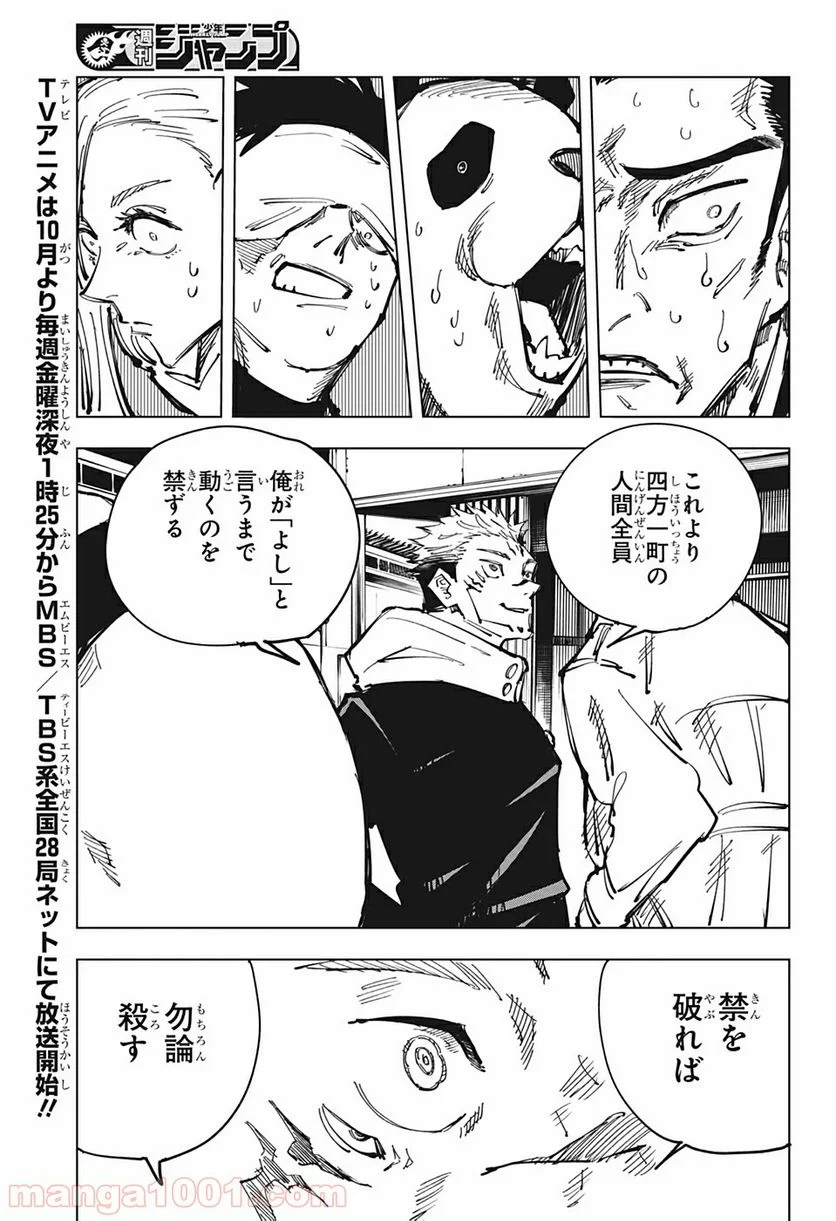 週刊
少年
ジャンプ
これより
四方一町の
人間全員
俺が「よし」と
言うまで
動くのを
禁ずる
禁を
破れば
勿論
殺す
TVアニメは10月より毎週金曜深夜1時25分からMBS/TBS系全国28局ネットにて放送開始!!
manga1001.com